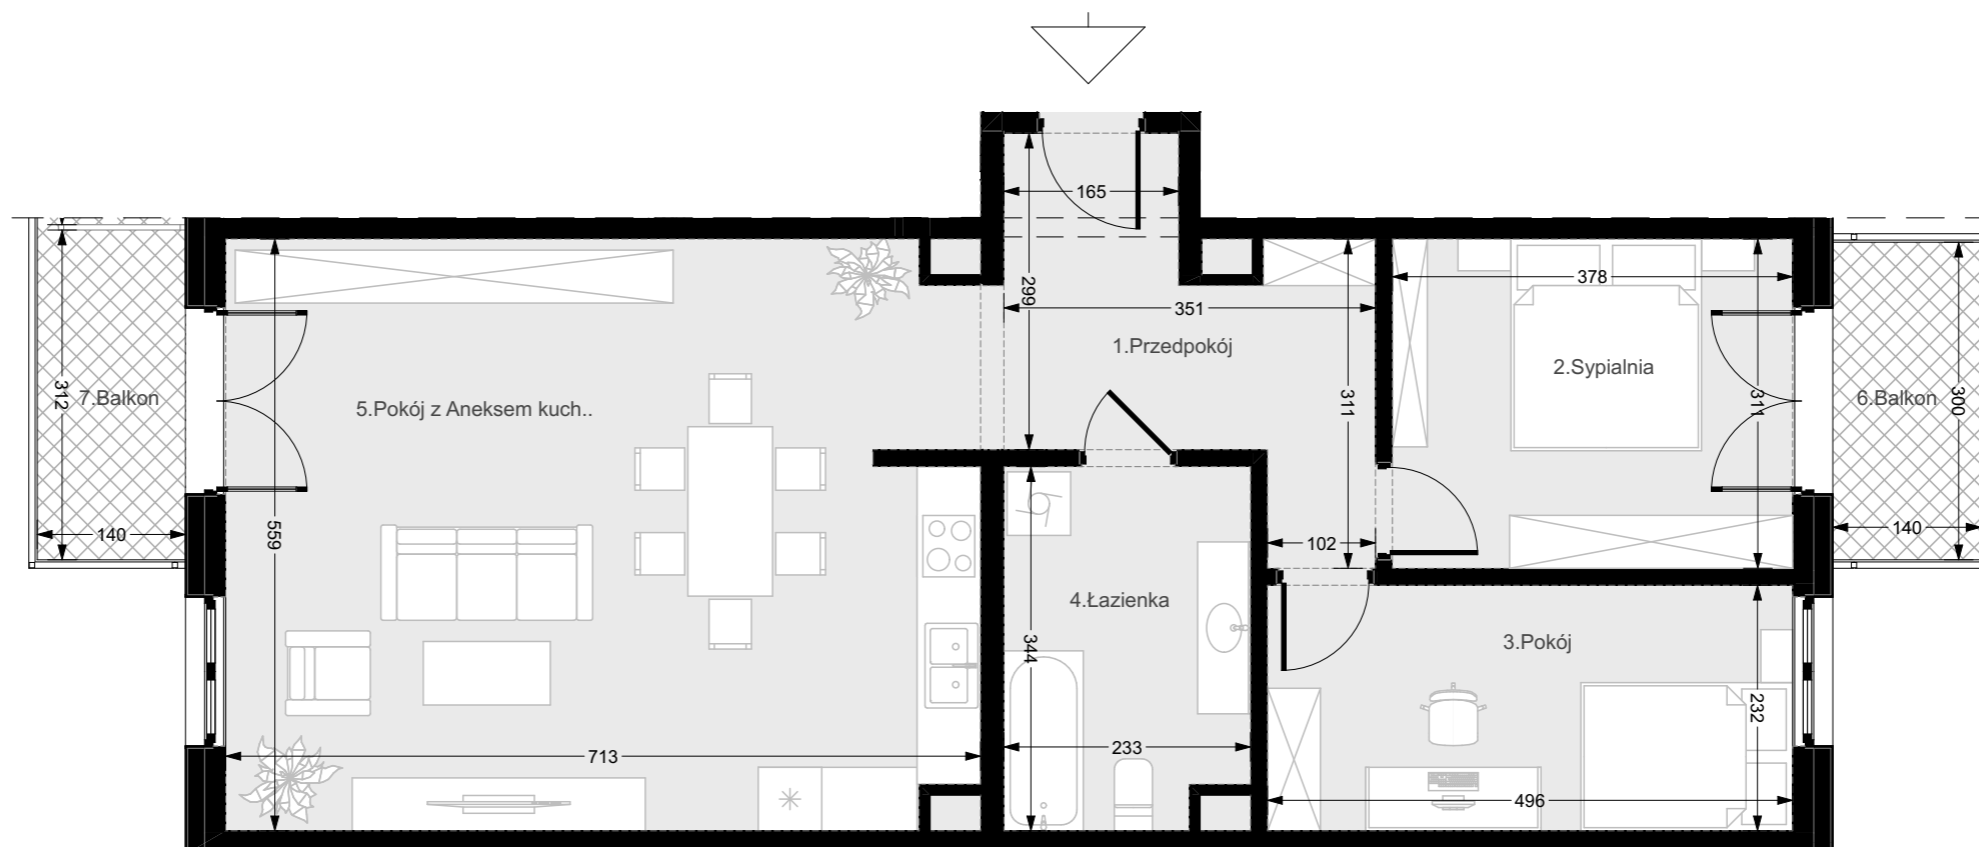 165
299
351
1.Przedpokój
311
378
2.Sypialnia
311
6.Balkon
300
140
312
7.Balkon
140
5.Pokój z Aneksem kuch..
559
713
102
4.Łazienka
344
233
3.Pokój
232
496